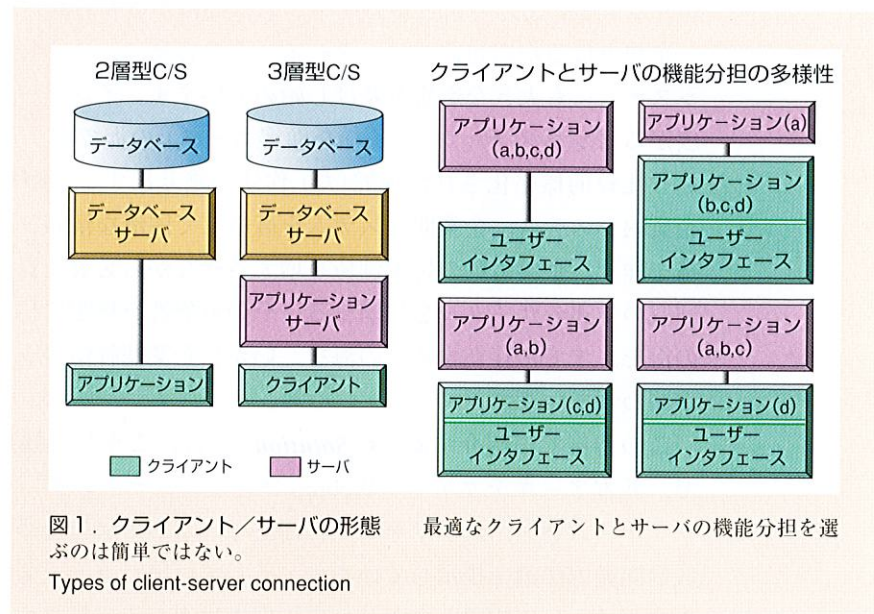 2層型C/S
データベース
データベース
サーバ
アプリケーション
3層型C/S
データベース
データベース
サーバ
アプリケーション
サーバ
クライアント
クライアント
サーバ
クライアントとサーバの機能分担の多様性
アプリケーション
(a,b,c,d)
ユーザー
インタフェース
アプリケーション(a)
アプリケーション
(b,c,d)
ユーザー
インタフェース
アプリケーション
(a,b)
アプリケーション(c,d)
ユーザー
インタフェース
アプリケーション
(a,b,c)
アプリケーション(d)
ユーザー
インタフェース
図1．クライアント／サーバの形態　最適なクライアントとサーバの機能分担を選
ぶのは簡単ではない。
Types of client-server connection